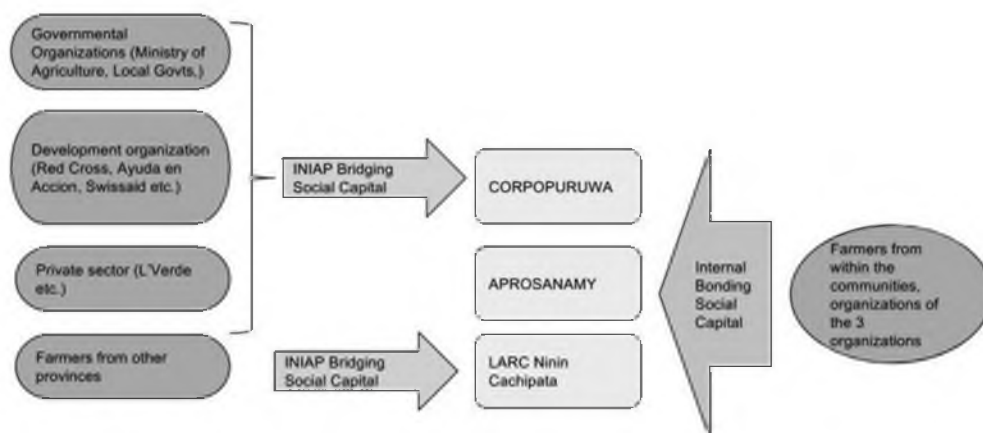 Governmental
Organizations (Ministry of
Agriculture, Local Govts,)
Development organization
(Red Cross, Ayuda en
Accion, Swissaid etc.)
Private sector (L'Verde
etc.)
Farmers from other
provinces
INIAP Bridging
Social Capital
INIAP Bridging
Social Capital
CORPOPURUWA
APROSANAMY
LARC Ninin
Cachipata
Internal
Bonding
Social
Capital
Farmers from
within the
communities,
organizations of
the 3
organizations